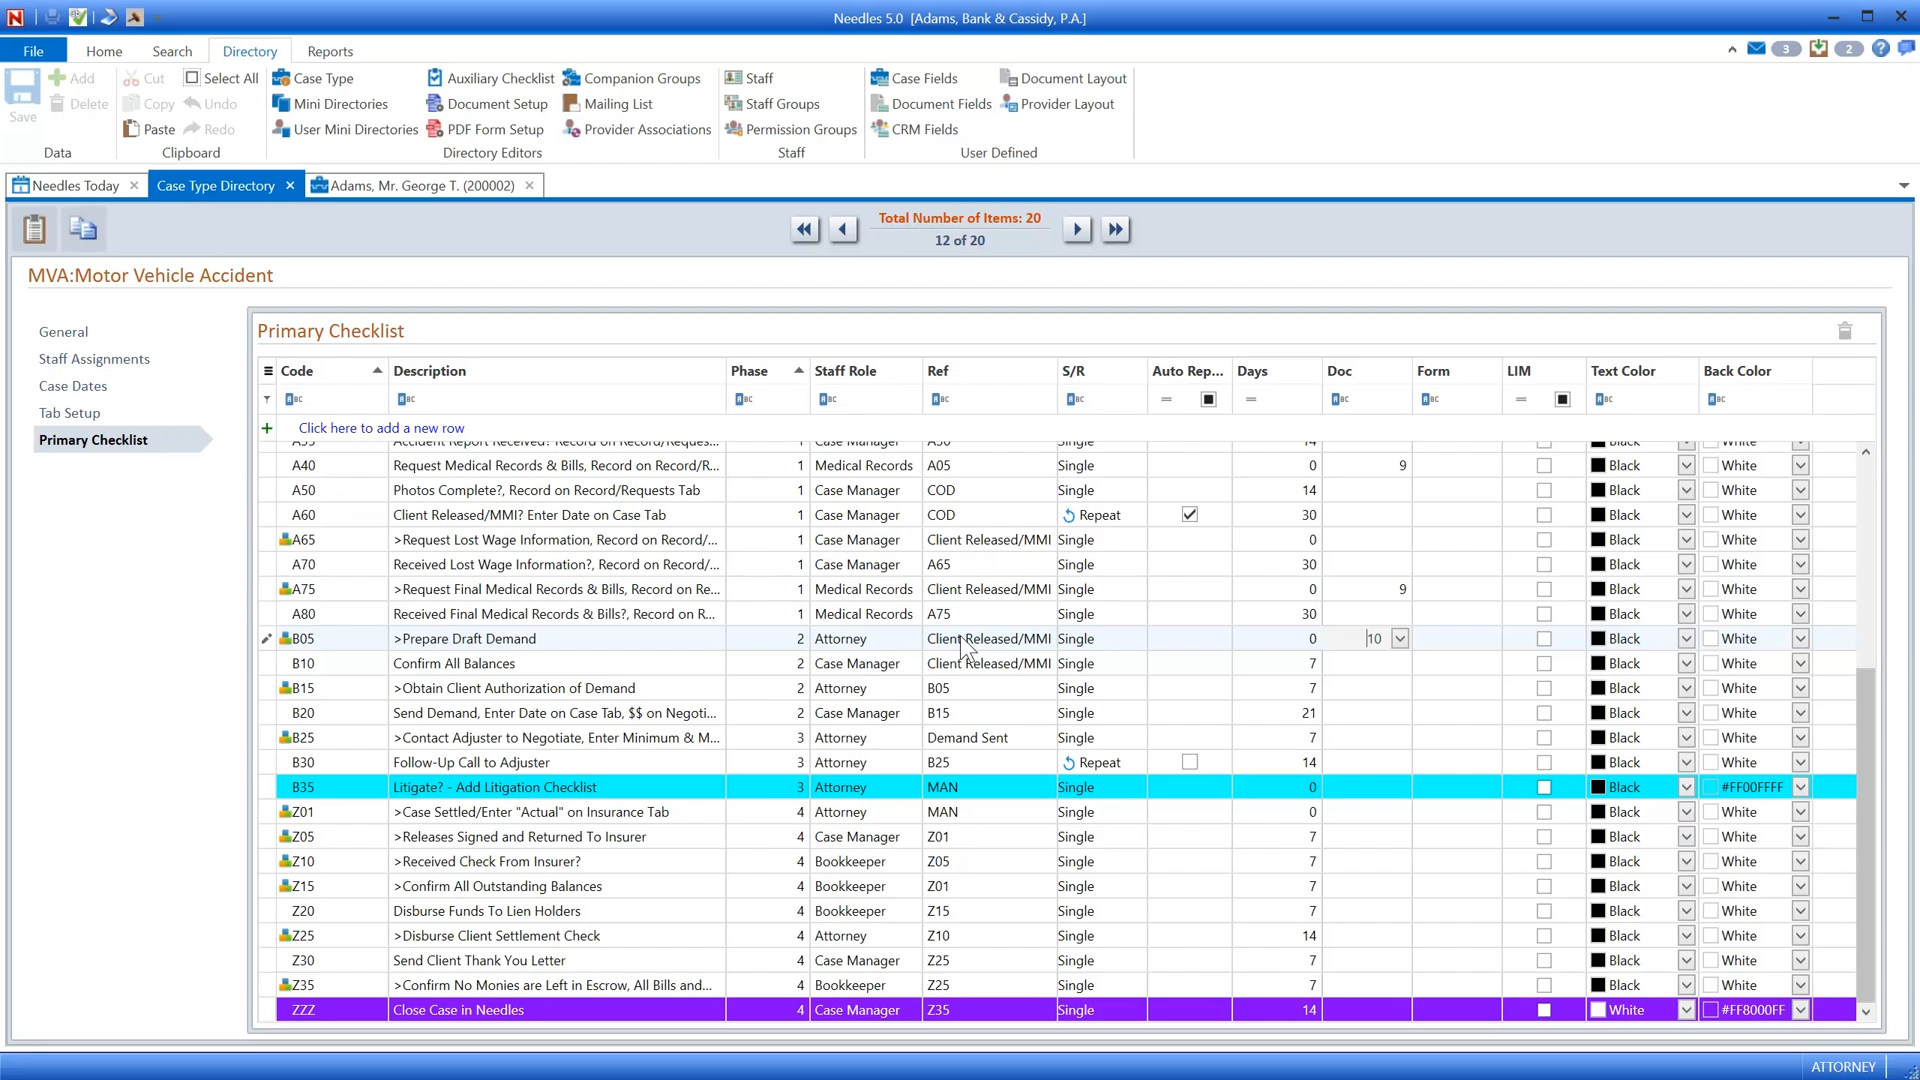 Needles 5.0 [Adams, Bank & Cassidy, P.A.]
File Home Search Directory Reports 3 2
Save Add Delete Cut Copy Paste Select All Undo Redo
Case Type Mini Directories User Mini Directories
Auxiliary Checklist Document Setup PDF Form Setup
Companion Groups Mailing List Provider Associations
Staff Staff Groups Permission Groups
Case Fields Document Fields CRM Fields Document Layout Provider Layout
Data Clipboard Directory Editors Staff User Defined
Needles Today Case Type Directory Adams, Mr. George T. (200002)
Total Number of Items: 20
12 of 20
MVA:Motor Vehicle Accident
General
Staff Assignments
Case Dates
Tab Setup
Primary Checklist
Primary Checklist
Code Description Phase Staff Role Ref S/R Auto Rep... Days Doc Form LIM Text Color Back Color
Click here to add a new row
A40 Request Medical Records & Bills, Record on Record/R... 1 Medical Records A05 Single 0 9 Black White
A50 Photos Complete?, Record on Record/Requests Tab 1 Case Manager COD Single 14 Black White
A60 Client Released/MMI? Enter Date on Case Tab 1 Case Manager COD Repeat 30 Black White
A65 >Request Lost Wage Information, Record on Record/... 1 Case Manager Client Released/MMI Single 0 Black White
A70 Received Lost Wage Information?, Record on Record/... 1 Case Manager A65 Single 30 Black White
A75 >Request Final Medical Records & Bills, Record on Re... 1 Medical Records Client Released/MMI Single 0 9 Black White
A80 Received Final Medical Records & Bills?, Record on R... 1 Medical Records A75 Single 30 Black White
B05 >Prepare Draft Demand 2 Attorney Client Released/MMI Single 0 10 Black White
B10 Confirm All Balances 2 Case Manager Client Released/MMI Single 7 Black White
B15 >Obtain Client Authorization of Demand 2 Attorney B05 Single 7 Black White
B20 Send Demand, Enter Date on Case Tab, $$ on Negoti... 2 Case Manager B15 Single 21 Black White
B25 >Contact Adjuster to Negotiate, Enter Minimum & M... 3 Attorney Demand Sent Single 7 Black White
B30 Follow-Up Call to Adjuster 3 Attorney B25 Repeat 14 Black White
B35 Litigate? - Add Litigation Checklist 3 Attorney MAN Single 0 Black #FF00FFFF
Z01 >Case Settled/Enter "Actual" on Insurance Tab 4 Attorney MAN Single 0 Black White
Z05 >Releases Signed and Returned To Insurer 4 Case Manager Z01 Single 7 Black White
Z10 >Received Check From Insurer? 4 Bookkeeper Z05 Single 7 Black White
Z15 >Confirm All Outstanding Balances 4 Bookkeeper Z01 Single 7 Black White
Z20 Disburse Funds To Lien Holders 4 Bookkeeper Z15 Single 7 Black White
Z25 >Disburse Client Settlement Check 4 Attorney Z10 Single 14 Black White
Z30 Send Client Thank You Letter 4 Case Manager Z25 Single 7 Black White
Z35 >Confirm No Monies are Left in Escrow, All Bills and... 4 Bookkeeper Z25 Single 7 Black White
ZZZ Close Case in Needles 4 Case Manager Z35 Single 14 White #FF8000FF
ATTORNEY